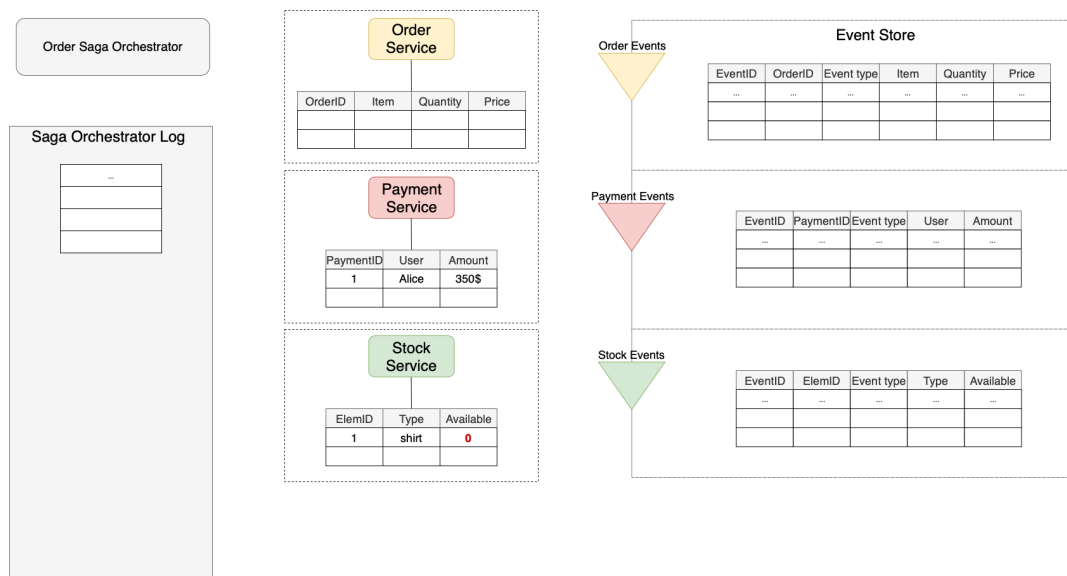 Order Saga Orchestrator
Saga Orchestrator Log
...
Order
Service
OrderID Item Quantity Price
Payment
Service
PaymentID User Amount
1 Alice 350$
Stock
Service
ElemID Type Available
1 shirt 0
Event Store
Order Events
EventID OrderID Event type Item Quantity Price
... ... ... ... ... ...
Payment Events
EventID PaymentID Event type User Amount
... ... ... ... ...
Stock Events
EventID ElemID Event type Type Available
... ... ... ... ...